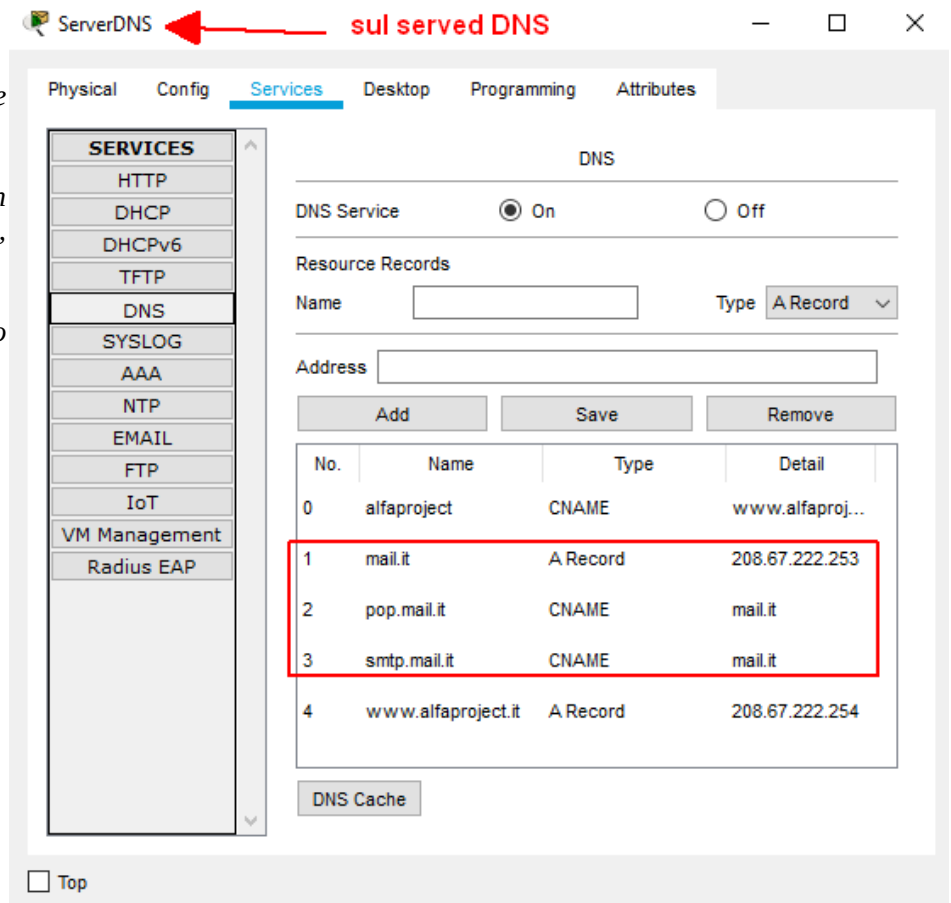 ServerDNS sul served DNS
Physical Config Services Desktop Programming Attributes
e
n
,
o
SERVICES
HTTP
DHCP
DHCPv6
TFTP
DNS
SYSLOG
AAA
NTP
EMAIL
FTP
IoT
VM Management
Radius EAP
DNS
DNS Service On Off
Resource Records
Name Type A Record
Address
Add Save Remove
No. Name Type Detail
0 alfaproject CNAME www.alfaproj...
1 mail.it A Record 208.67.222.253
2 pop.mail.it CNAME mail.it
3 smtp.mail.it CNAME mail.it
4 www.alfaproject.it A Record 208.67.222.254
DNS Cache
Top